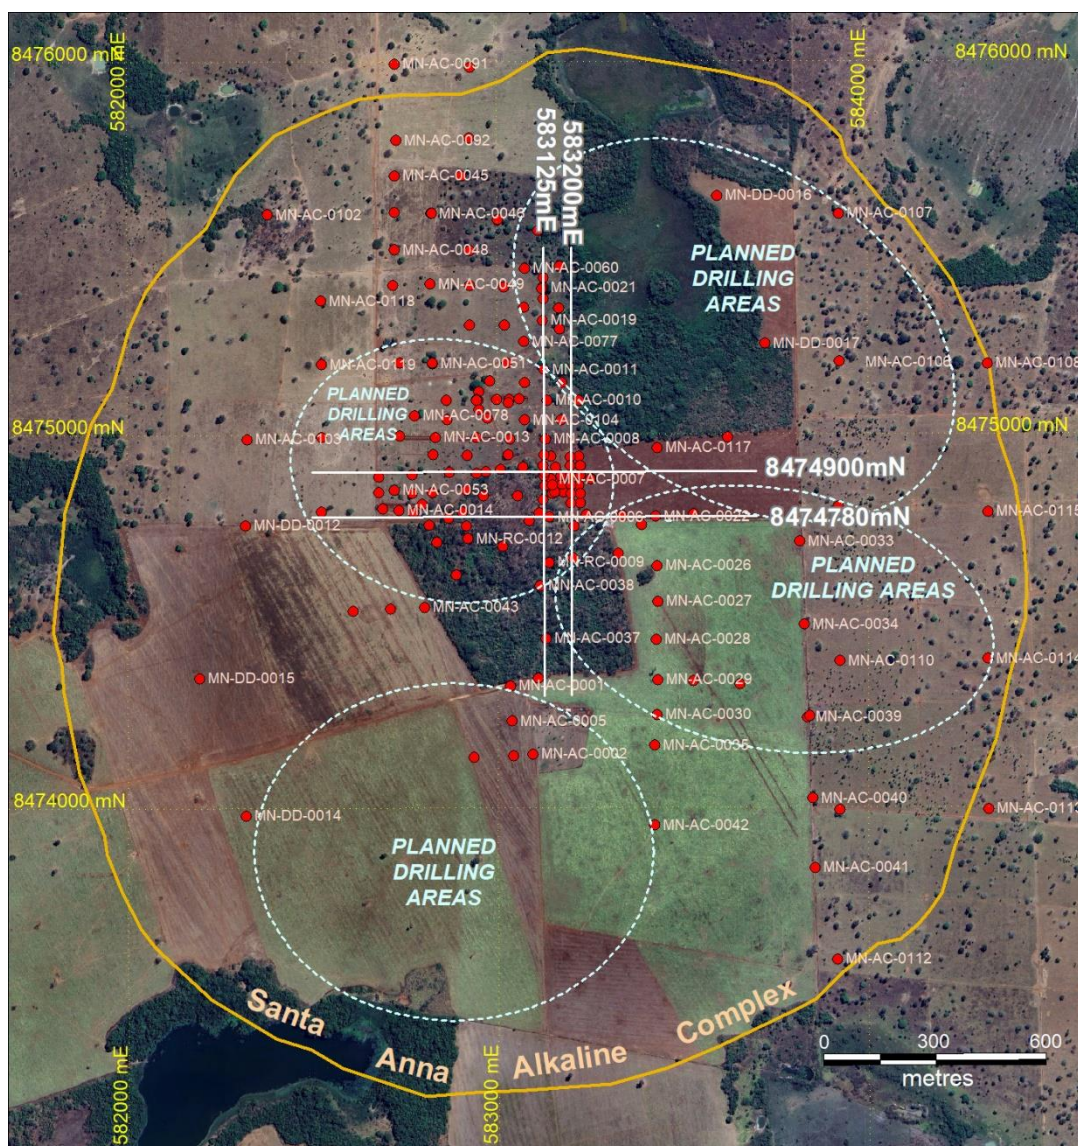 8476000 mN
8476000 mN
582000 mE
584000 mE
MN-AC-0091
MN-AC-0092
MN-AC-0045
583125mE
583200mE
MN-DD-0016
MN-AC-0102
MN-AC-0046
MN-AC-0107
MN-AC-0048
PLANNED
DRILLING
AREAS
MN-AC-0060
MN-AC-0049
MN-AC-0021
MN-AC-0118
MN-AC-0019
MN-AC-0077
MN-DD-0017
MN-AC-0119
MN-AC-0051
MN-AC-0011
MN-AC-0106
MN-AC-0108
PLANNED
DRILLING
AREAS
MN-AC-0010
MN-AC-0078
MN-AC-0104
8475000 mN
8475000 mN
MN-AC-0103
MN-AC-0013
MN-AC-0008
MN-AC-0117
8474900mN
MN-AC-0007
MN-AC-0053
MN-AC-0014
MN-AC-0006
MN-AC-0022
8474780mN
MN-AC-0115
MN-DD-0012
MN-RC-0012
MN-AC-0033
MN-RC-0009
MN-AC-0026
PLANNED
DRILLING AREAS
MN-AC-0038
MN-AC-0027
MN-AC-0043
MN-AC-0034
MN-AC-0037
MN-AC-0028
MN-AC-0110
MN-AC-0114
MN-DD-0015
MN-AC-0001
MN-AC-0029
MN-AC-0005
MN-AC-0030
MN-AC-0039
MN-AC-0002
MN-AC-0035
8474000 mN
MN-DD-0014
MN-AC-0040
MN-AC-0113
MN-AC-0042
PLANNED
DRILLING
AREAS
MN-AC-0041
MN-AC-0112
Santa Anna Alkaline Complex
582000 mE
583000 mE
0 300 600
metres